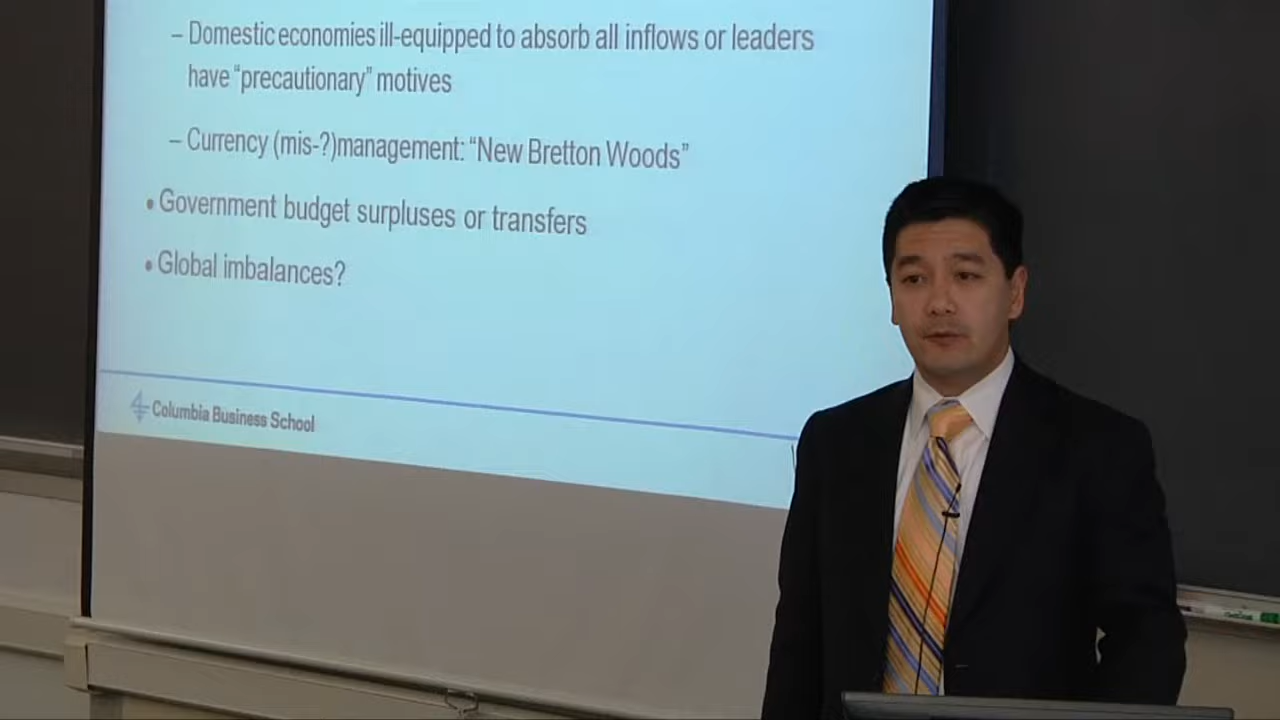 – Domestic economies ill-equipped to absorb all inflows or leaders
have "precautionary" motives
– Currency (mis-?)management: "New Bretton Woods"
• Government budget surpluses or transfers
• Global imbalances?
Columbia Business School